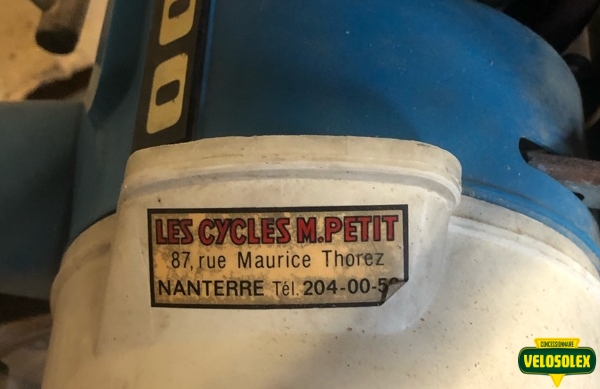 LES CYCLES M.PETIT
87, rue Maurice Thorez
NANTERRE Tél. 204-00-5
CONCESSIONNAIRE
VELOSOLEX